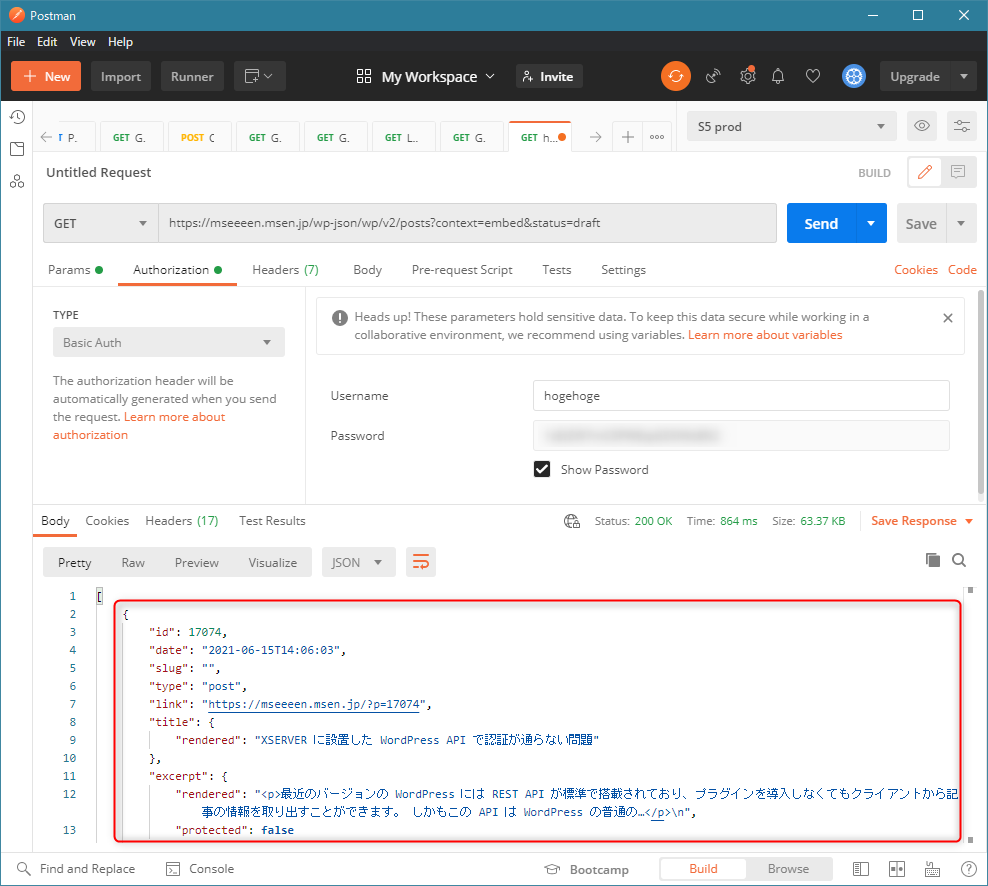 Postman
File Edit View Help
New Import Runner My Workspace Invite Upgrade
T P. GET G. POST C GET G. GET G. GET L.. GET G. GET h... S5 prod
Untitled Request BUILD
GET https://mseeeen.msen.jp/wp-json/wp/v2/posts?context=embed&status=draft Send Save
Params Authorization Headers (7) Body Pre-request Script Tests Settings Cookies Code
TYPE
Basic Auth
The authorization header will be
automatically generated when you send
the request. Learn more about
authorization
Heads up! These parameters hold sensitive data. To keep this data secure while working in a
collaborative environment, we recommend using variables. Learn more about variables
Username hogehoge
Password
Show Password
Body Cookies Headers (17) Test Results Status: 200 OK Time: 864 ms Size: 63.37 KB Save Response
Pretty Raw Preview Visualize JSON
1 [
2 {
3 "id": 17074,
4 "date": "2021-06-15T14:06:03",
5 "slug": "",
6 "type": "post",
7 "link": "https://mseeeen.msen.jp/?p=17074",
8 "title": {
9 "rendered": "XSERVER に設置した WordPress API で認証が通らない問題"
10 },
11 "excerpt": {
12 "rendered": "<p>最近のバージョンの WordPress には REST API が標準で搭載されており、プラグインを導入しなくてもクライアントから記
事の情報を取り出すことができます。 しかもこの API は WordPress の普通の…</p>\n",
13 "protected": false
Find and Replace Console Bootcamp Build Browse